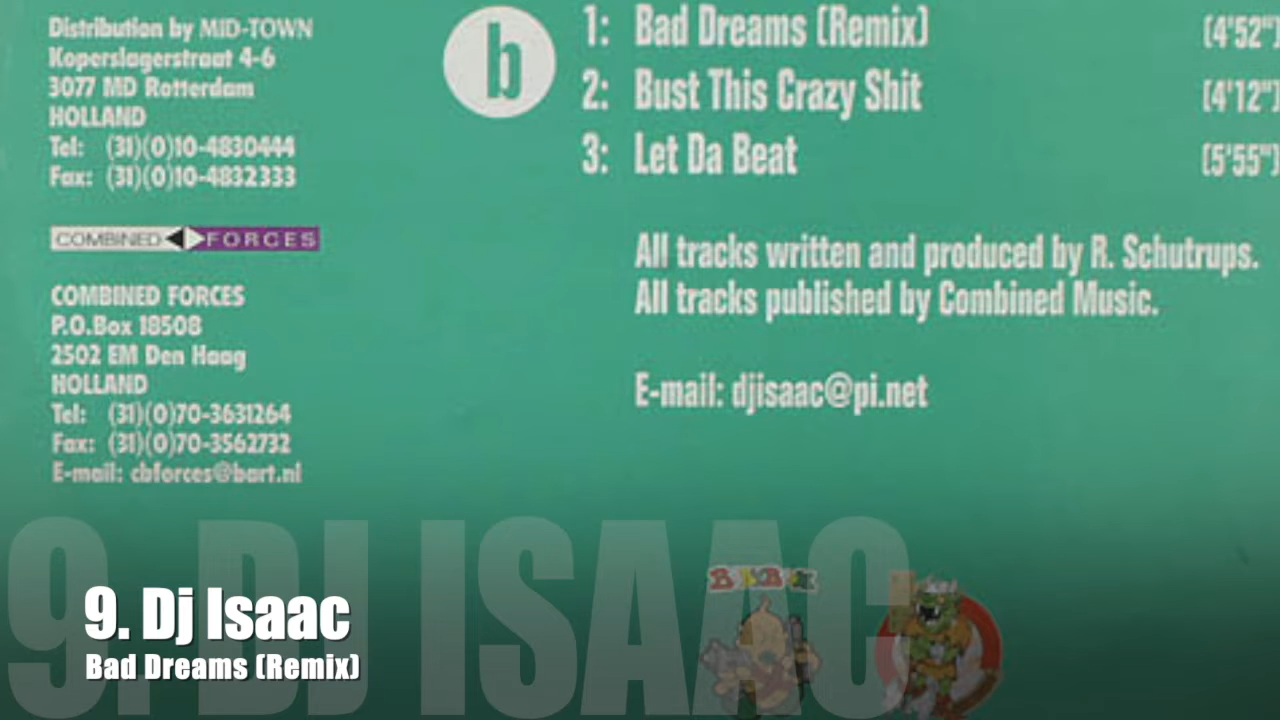 Distribution by MID-TOWN
Koperslagerstraat 4-6
3077 MD Rotterdam
HOLLAND
Tel: (31)(0)10-4830444
Fax: (31)(0)10-4832333
COMBINED FORCES
COMBINED FORCES
P.O.Box 18508
2502 EM Den Haag
HOLLAND
Tel: (31)(0)70-3631264
Fax: (31)(0)70-3562732
E-mail: cbforces@bart.nl
b
1: Bad Dreams (Remix) (4'52")
2: Bust This Crazy Shit (4'12")
3: Let Da Beat (5'55")
All tracks written and produced by R. Schutrups.
All tracks published by Combined Music.
E-mail: djisaac@pi.net
9. DJ ISAAC
9. Dj Isaac
Bad Dreams (Remix)